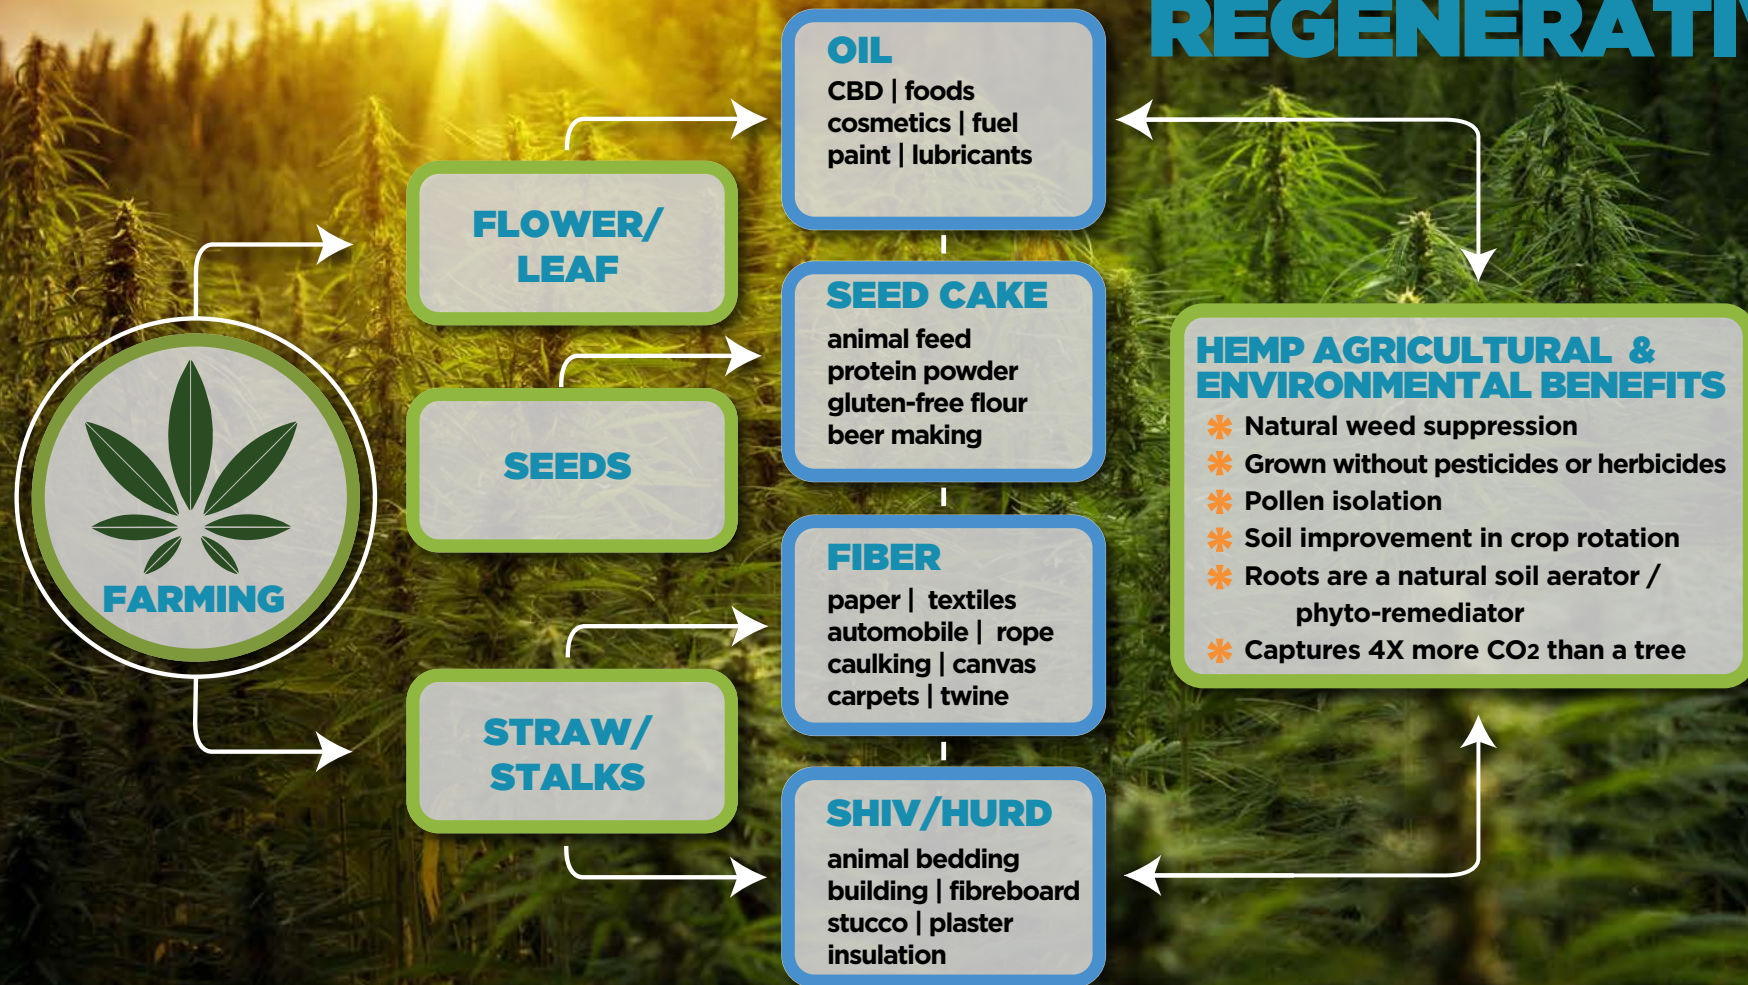 REGENERATIV
FARMING
FLOWER/
LEAF
SEEDS
STRAW/
STALKS
OIL
CBD | foods
cosmetics | fuel
paint | lubricants
SEED CAKE
animal feed
protein powder
gluten-free flour
beer making
FIBER
paper | textiles
automobile | rope
caulking | canvas
carpets | twine
SHIV/HURD
animal bedding
building | fibreboard
stucco | plaster
insulation
HEMP AGRICULTURAL &
ENVIRONMENTAL BENEFITS
Natural weed suppression
Grown without pesticides or herbicides
Pollen isolation
Soil improvement in crop rotation
Roots are a natural soil aerator /
phyto-remediator
Captures 4X more CO2 than a tree